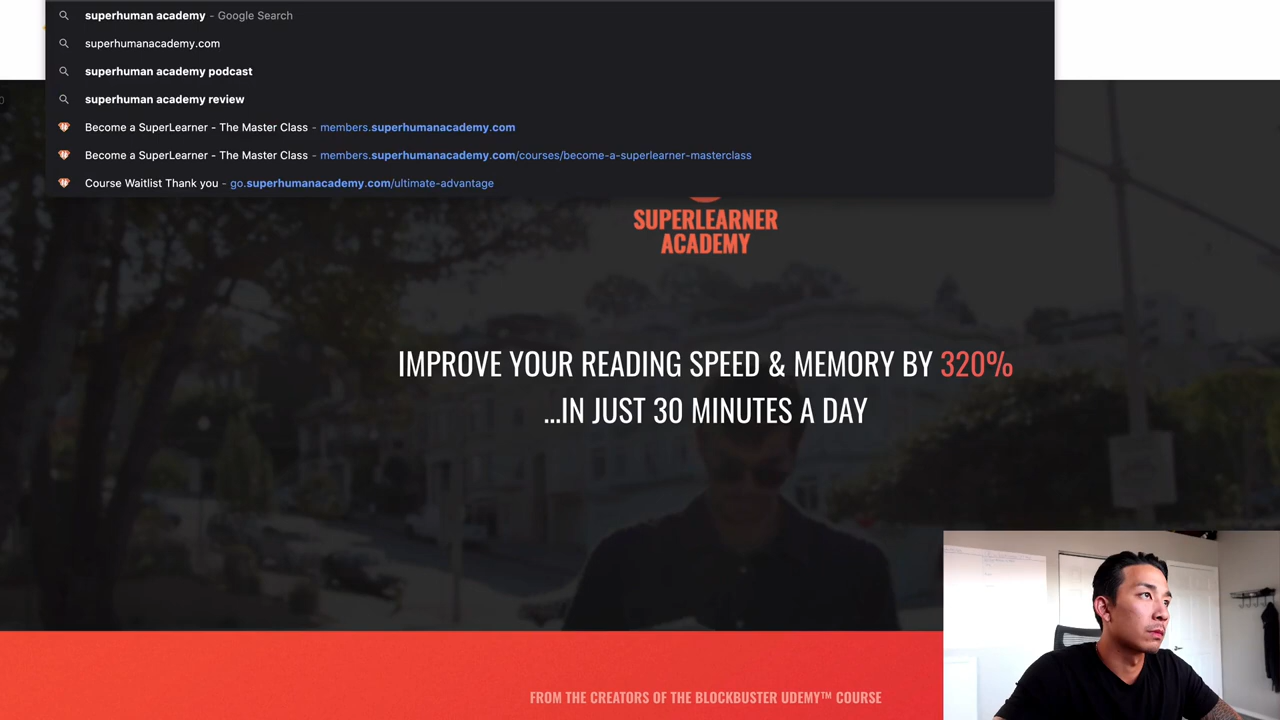 superhuman academy - Google Search
superhumanacademy.com
superhuman academy podcast
superhuman academy review
Become a SuperLearner - The Master Class - members.superhumanacademy.com
Become a SuperLearner - The Master Class - members.superhumanacademy.com/courses/become-a-superlearner-masterclass
Course Waitlist Thank you - go.superhumanacademy.com/ultimate-advantage
SUPERLEARNER
ACADEMY
IMPROVE YOUR READING SPEED & MEMORY BY 320%
...IN JUST 30 MINUTES A DAY
FROM THE CREATORS OF THE BLOCKBUSTER UDEMY™ COURSE